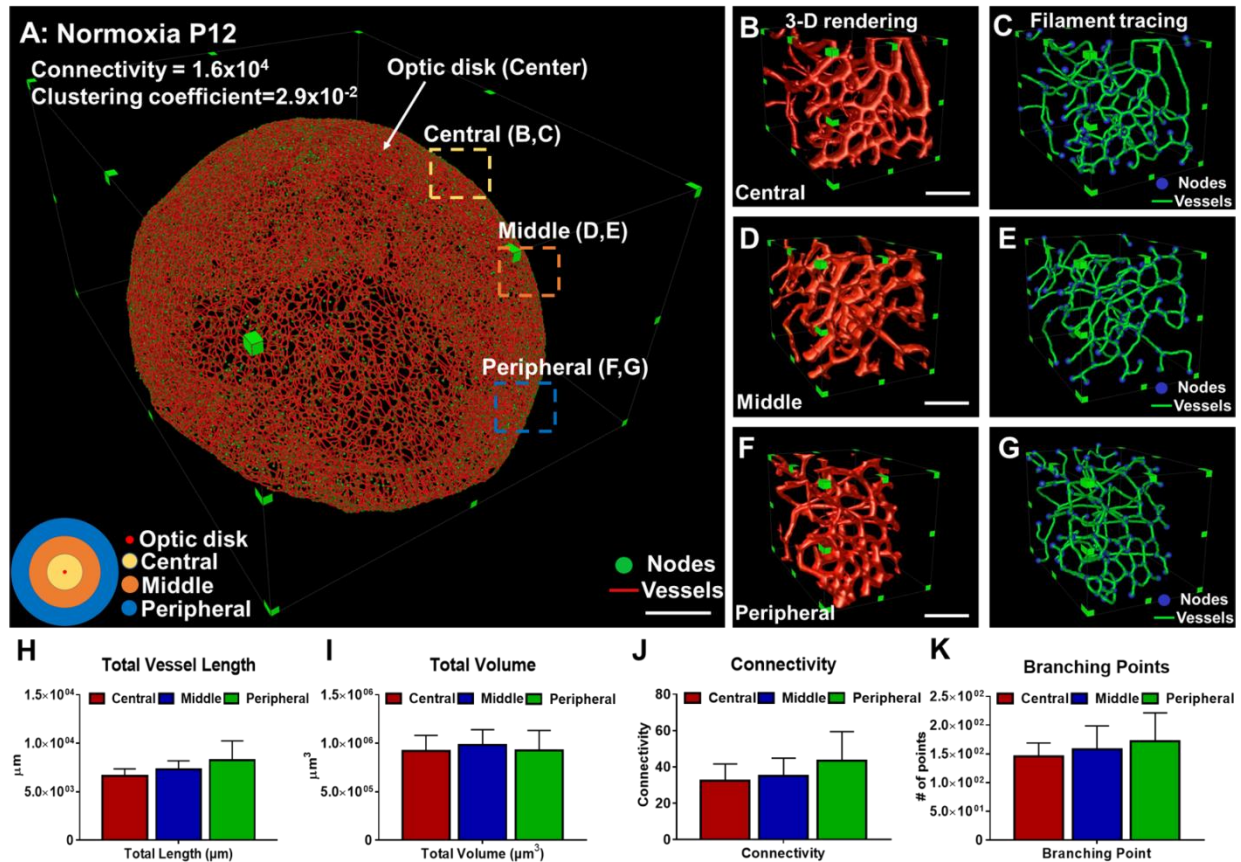 A: Normoxia P12
Connectivity = 1.6x10⁴
Clustering coefficient=2.9x10⁻²
Optic disk (Center)
Central (B,C)
Middle (D,E)
Peripheral (F,G)
Optic disk
Central
Middle
Peripheral
Nodes
Vessels
B
3-D rendering
Central
C
Filament tracing
Nodes
Vessels
D
Middle
E
Nodes
Vessels
F
Peripheral
G
Nodes
Vessels
H
Total Vessel Length
Central Middle Peripheral
1.5×10⁰⁴
1.0×10⁰⁴
5.0×10⁰³
0
µm
Total Length (µm)
I
Total Volume
Central Middle Peripheral
1.5×10⁰⁶
1.0×10⁰⁶
5.0×10⁰⁵
0
µm³
Total Volume (µm³)
J
Connectivity
Central Middle Peripheral
80
60
40
20
0
Connectivity
Connectivity
K
Branching Points
Central Middle Peripheral
2.5×10⁰²
2.0×10⁰²
1.5×10⁰²
1.0×10⁰²
5.0×10⁰¹
0
# of points
Branching Point